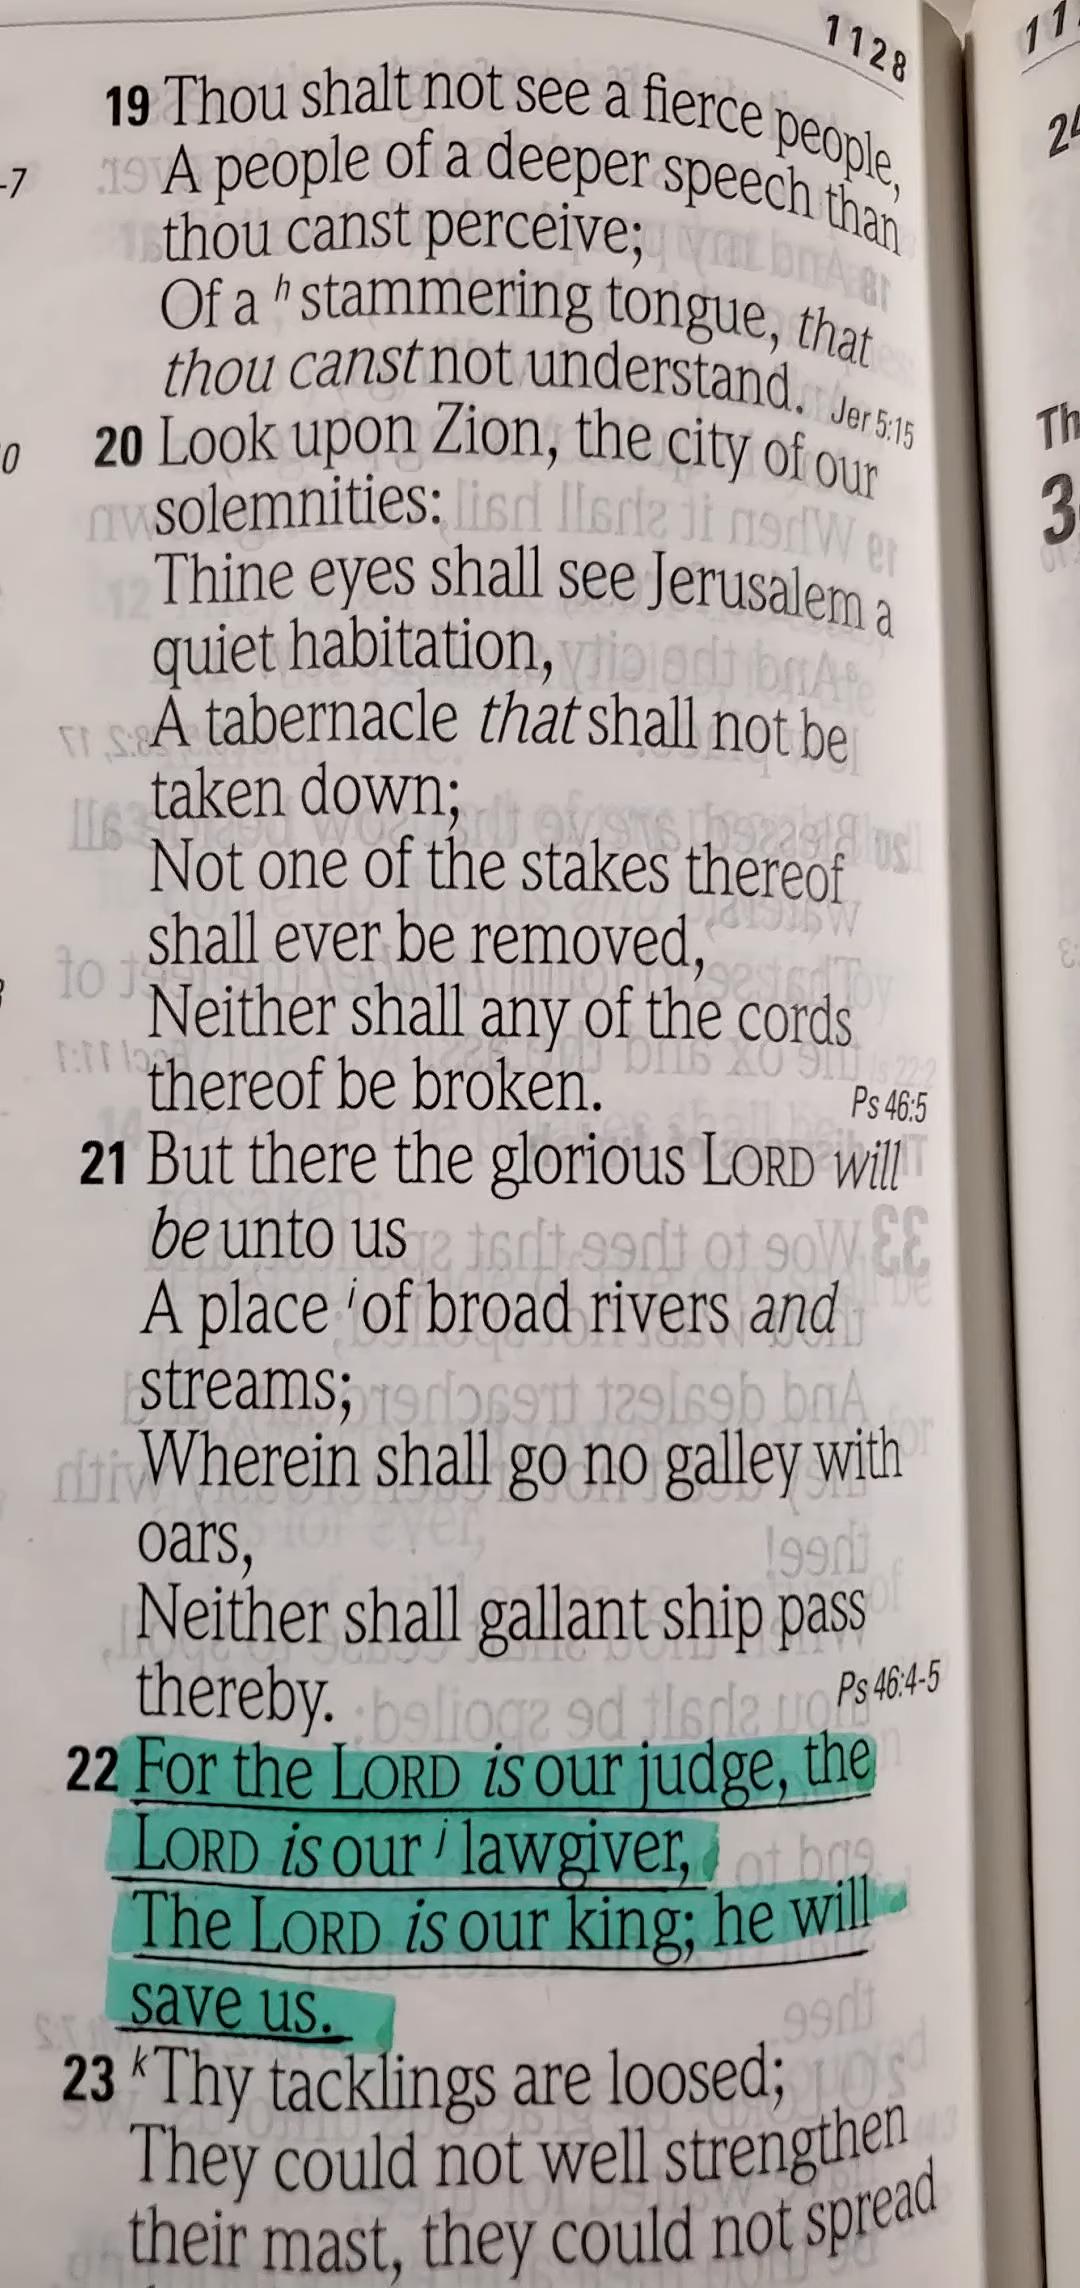 1128
19 Thou shalt not see a fierce people,
A people of a deeper speech than
thou canst perceive;
Of a h stammering tongue, that
thou canst not understand. Jer 5:15
20 Look upon Zion, the city of our
solemnities:
Thine eyes shall see Jerusalem a
quiet habitation,
A tabernacle that shall not be
taken down;
Not one of the stakes thereof
shall ever be removed,
Neither shall any of the cords
thereof be broken. Ps 46:5
21 But there the glorious LORD will
be unto us
A place i of broad rivers and
streams;
Wherein shall go no galley with
oars,
Neither shall gallant ship pass
thereby. Ps 46:4-5
22 For the LORD is our judge, the
LORD is our j lawgiver,
The LORD is our king; he will
save us.
23 k Thy tacklings are loosed;
They could not well strengthen
their mast, they could not spread